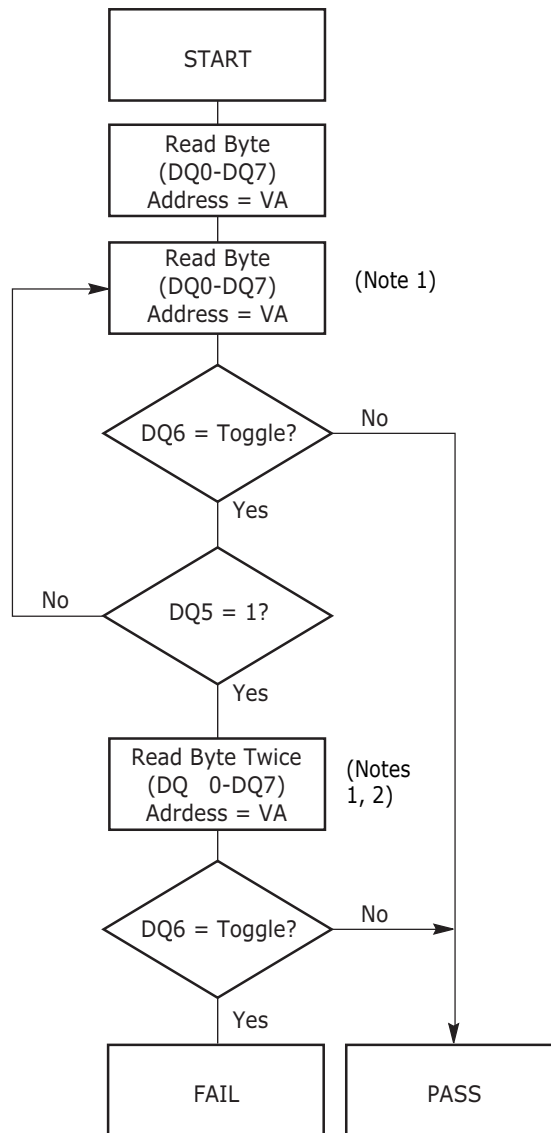 START
Read Byte
(DQ0-DQ7)
Address = VA
Read Byte
(DQ0-DQ7)
Address = VA
(Note 1)
DQ6 = Toggle?
No
Yes
No
DQ5 = 1?
Yes
Read Byte Twice
(DQ 0-DQ7)
Adrdess = VA
(Notes
1, 2)
DQ6 = Toggle?
No
Yes
FAIL
PASS